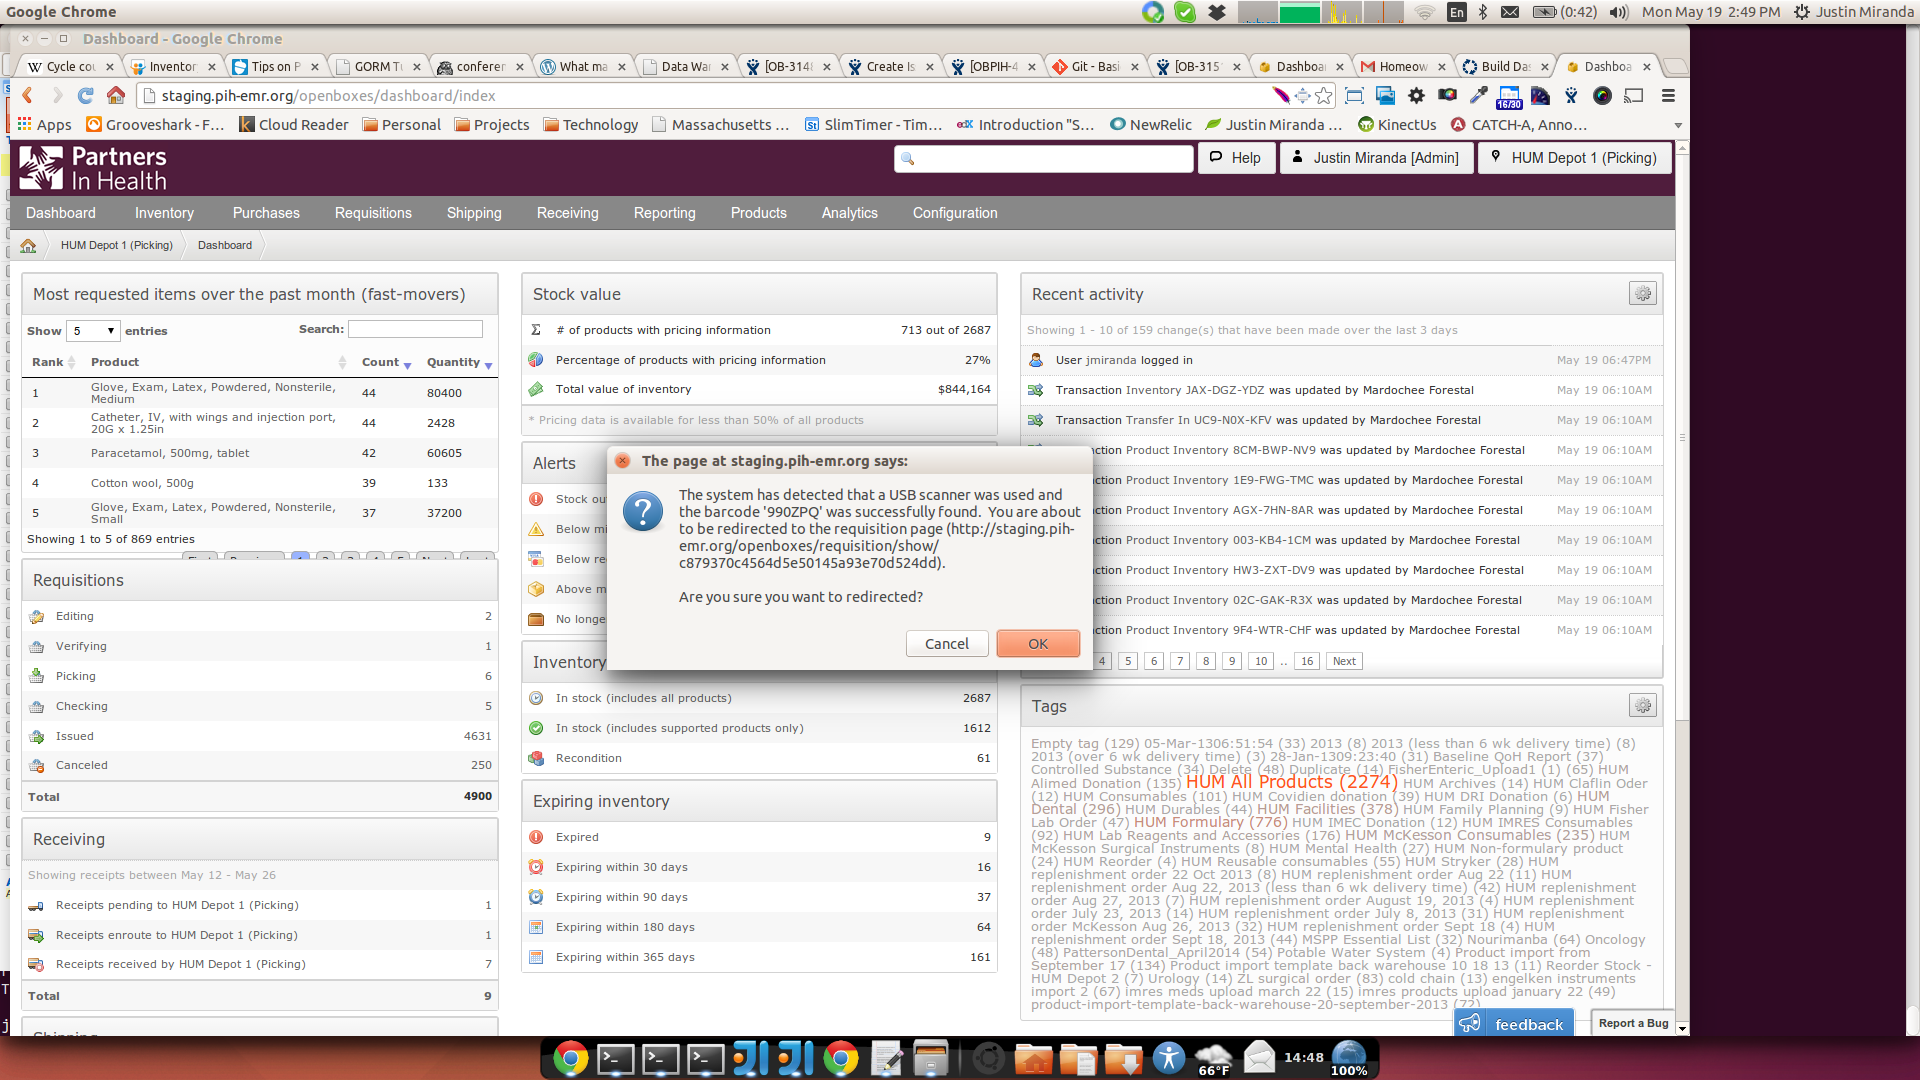 Google Chrome
En
(0:42)
Mon May 19 2:49 PM
Justin Miranda
Dashboard - Google Chrome
Cycle cou
Inventor
Tips on P
GORM Tu
conferen
What ma
Data War
[OB-3148
Create Is
[OBPIH-4
Git - Basi
[OB-3151
Dashboa
Homeow
Build Das
Dashboa
staging.pih-emr.org/openboxes/dashboard/index
16/30
Apps
Grooveshark - F...
Cloud Reader
Personal
Projects
Technology
Massachusetts ...
SlimTimer - Tim...
Introduction "S...
NewRelic
Justin Miranda ...
KinectUs
CATCH-A, Anno...
Partners
In Health
Help
Justin Miranda [Admin]
HUM Depot 1 (Picking)
Dashboard
Inventory
Purchases
Requisitions
Shipping
Receiving
Reporting
Products
Analytics
Configuration
HUM Depot 1 (Picking)
Dashboard
Most requested items over the past month (fast-movers)
Show 5 entries
Search:
Rank Product Count Quantity
1 Glove, Exam, Latex, Powdered, Nonsterile, 44 80400
Medium
2 Catheter, IV, with wings and injection port, 44 2428
20G x 1.25in
3 Paracetamol, 500mg, tablet 42 60605
4 Cotton wool, 500g 39 133
5 Glove, Exam, Latex, Powdered, Nonsterile, 37 37200
Small
Showing 1 to 5 of 869 entries
Requisitions
Editing 2
Verifying 1
Picking 6
Checking 5
Issued 4631
Canceled 250
Total 4900
Receiving
Showing receipts between May 12 - May 26
Receipts pending to HUM Depot 1 (Picking) 1
Receipts enroute to HUM Depot 1 (Picking) 1
Receipts received by HUM Depot 1 (Picking) 7
Total 9
Shipping
Stock value
# of products with pricing information 713 out of 2687
Percentage of products with pricing information 27%
Total value of inventory $844,164
* Pricing data is available for less than 50% of all products
Alerts
Stock ou
Below mi
Below re
Above m
No longe
The page at staging.pih-emr.org says:
The system has detected that a USB scanner was used and
the barcode '990ZPQ' was successfully found. You are about
to be redirected to the requisition page (http://staging.pih-
emr.org/openboxes/requisition/show/
c879370c4564d5e50145a93e70d524dd).
Are you sure you want to redirected?
Cancel
OK
Inventory
In stock (includes all products) 2687
In stock (includes supported products only) 1612
Recondition 61
Expiring inventory
Expired 9
Expiring within 30 days 16
Expiring within 90 days 37
Expiring within 180 days 64
Expiring within 365 days 161
Recent activity
Showing 1 - 10 of 159 change(s) that have been made over the last 3 days
User jmiranda logged in May 19 06:47PM
Transaction Inventory JAX-DGZ-YDZ was updated by Mardochee Forestal May 19 06:10AM
Transaction Transfer In UC9-N0X-KFV was updated by Mardochee Forestal May 19 06:10AM
ction Product Inventory 8CM-BWP-NV9 was updated by Mardochee Forestal May 19 06:10AM
ction Product Inventory 1E9-FWG-TMC was updated by Mardochee Forestal May 19 06:10AM
ction Product Inventory AGX-7HN-8AR was updated by Mardochee Forestal May 19 06:10AM
ction Product Inventory 003-KB4-1CM was updated by Mardochee Forestal May 19 06:10AM
ction Product Inventory HW3-ZXT-DV9 was updated by Mardochee Forestal May 19 06:10AM
ction Product Inventory 02C-GAK-R3X was updated by Mardochee Forestal May 19 06:10AM
ction Product Inventory 9F4-WTR-CHF was updated by Mardochee Forestal May 19 06:10AM
4 5 6 7 8 9 10 .. 16 Next
Tags
Empty tag (129) 05-Mar-1306:51:54 (33) 2013 (8) 2013 (less than 6 wk delivery time) (8)
2013 (over 6 wk delivery time) (3) 28-Jan-1309:23:40 (31) Baseline QoH Report (37)
Controlled Substance (34) Delete (48) Duplicate (14) FisherEnteric_Upload1 (1) (65) HUM
Alimed Donation (135) HUM All Products (2274) HUM Archives (14) HUM Claflin Oder
(12) HUM Consumables (101) HUM Covidien donation (39) HUM DRI Donation (6) HUM
Dental (296) HUM Durables (44) HUM Facilities (378) HUM Family Planning (9) HUM Fisher
Lab Order (47) HUM Formulary (776) HUM IMEC Donation (12) HUM IMRES Consumables
(92) HUM Lab Reagents and Accessories (176) HUM McKesson Consumables (235) HUM
McKesson Surgical Instruments (8) HUM Mental Health (27) HUM Non-formulary product
(24) HUM Reorder (4) HUM Reusable consumables (55) HUM Stryker (28) HUM
replenishment order 22 Oct 2013 (8) HUM replenishment order Aug 22 (11) HUM
replenishment order Aug 22, 2013 (less than 6 wk delivery time) (42) HUM replenishment
order Aug 27, 2013 (7) HUM replenishment order August 19, 2013 (4) HUM replenishment
order July 23, 2013 (14) HUM replenishment order July 8, 2013 (31) HUM replenishment
order McKesson Aug 26, 2013 (32) HUM replenishment order Sept 18 (4) HUM
replenishment order Sept 18, 2013 (44) MSPP Essential List (32) Nourimanba (64) Oncology
(48) PattersonDental_April2014 (54) Potable Water System (4) Product import from
September 17 (134) Product import template back warehouse 10 18 13 (11) Reorder Stock -
HUM Depot 2 (7) Urology (14) ZL surgical order (83) cold chain (13) engelken instruments
import 2 (67) imres meds upload march 22 (15) imres products upload january 22 (49)
product-import-template-back-warehouse-20-september-2013 (72)
feedback
Report a Bug
66°F
14:48
100%